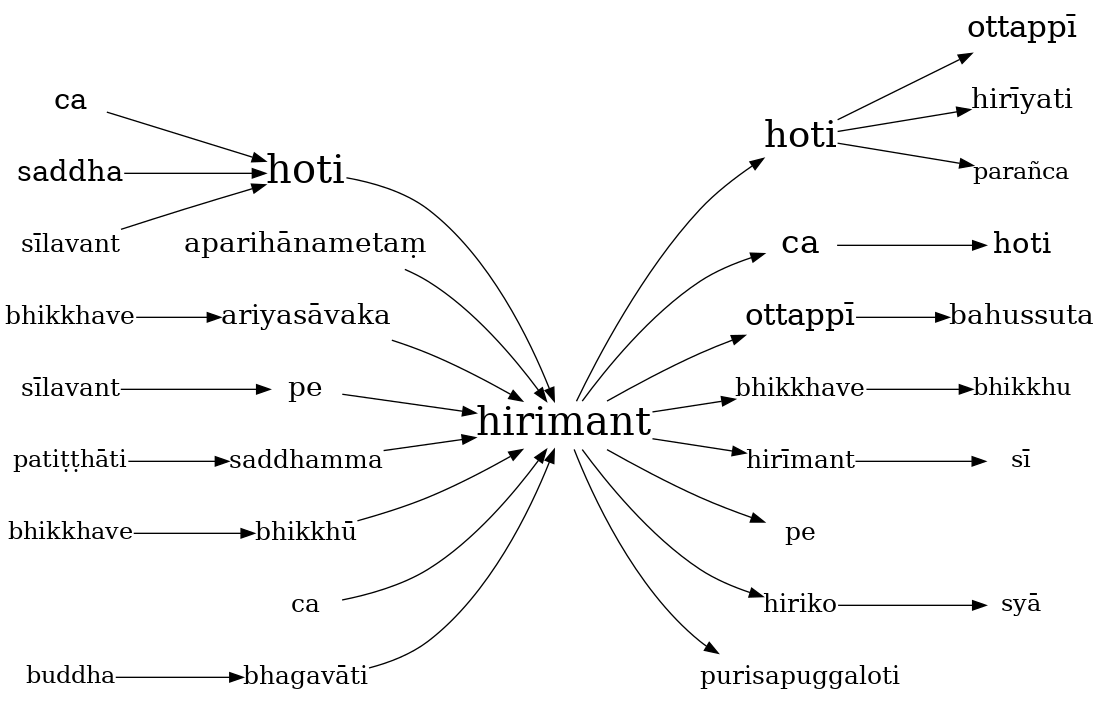 ottappī
ca
hirīyati
hoti
hoti
saddha
parañca
sīlavant
aparihānametaṃ
ca
hoti
bhikkhave
ariyasāvaka
ottappī
bahussuta
sīlavant
pe
bhikkhave
bhikkhu
hirimant
patiṭṭhāti
saddhamma
hirīmant
sī
bhikkhave
bhikkhū
pe
ca
hiriko
syā
buddha
bhagavāti
purisapuggaloti